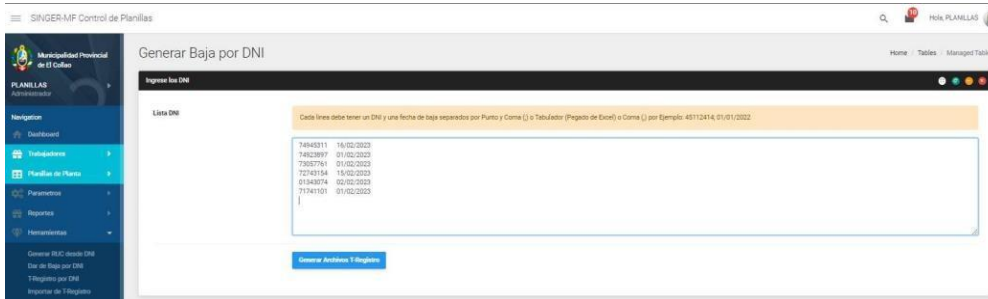 SINGER-MF Control de Planillas
10
Hola, PLANILLAS
Municipalidad Provincial
de El Collao
PLANILLAS
Administrador
Navigation
Dashboard
Trabajadores
Planillas de Planta
Parametros
Reportes
Herramientas
Generar RUC desde DNI
Dar de Baja por DNI
T-Registro por DNI
Importar de T-Registro
Generar Baja por DNI
Home / Tables / Managed Table
Ingrese los DNI
Lista DNI
Cada linea debe tener un DNI y una fecha de baja separados por Punto y Coma (;) o Tabulador (Pegado de Excel) o Coma (,) por Ejemplo: 45112414; 01/01/2022
74945311 16/02/2023
74923897 01/02/2023
73057761 01/02/2023
72743154 15/02/2023
01343074 02/02/2023
71741101 01/02/2023
Generar Archivos T-Registro